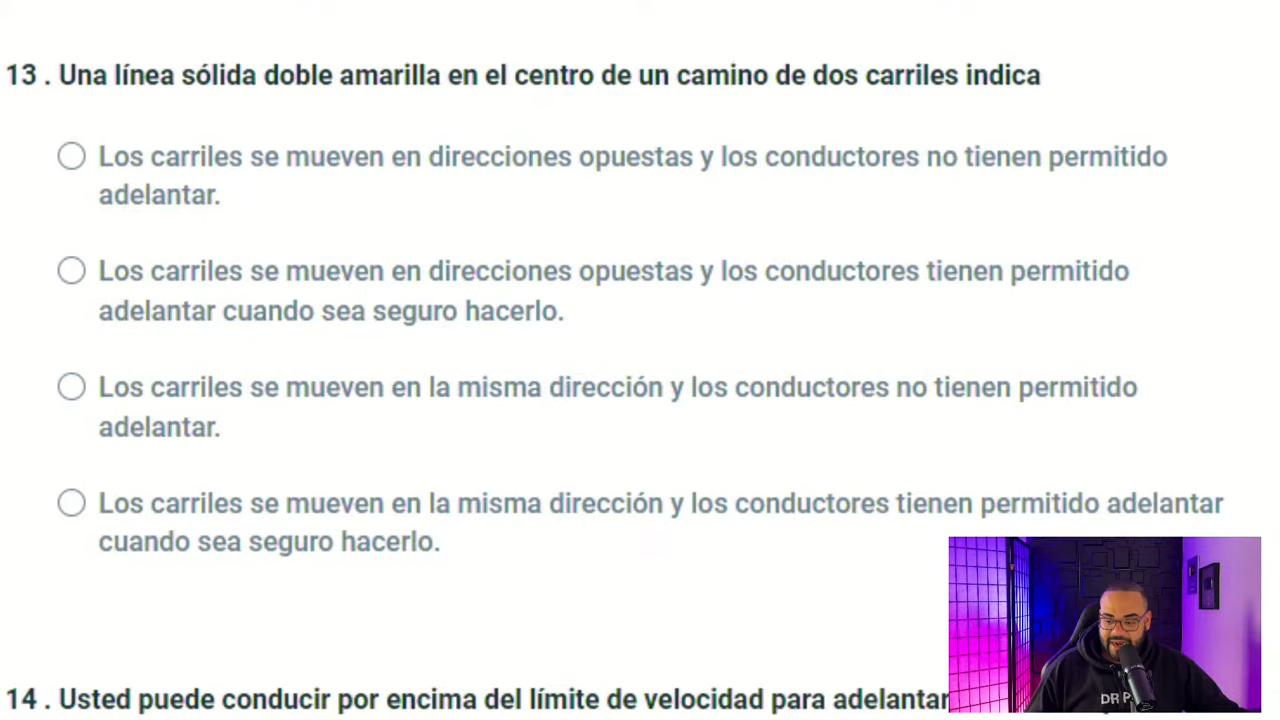 13 . Una línea sólida doble amarilla en el centro de un camino de dos carriles indica
Los carriles se mueven en direcciones opuestas y los conductores no tienen permitido
adelantar.
Los carriles se mueven en direcciones opuestas y los conductores tienen permitido
adelantar cuando sea seguro hacerlo.
Los carriles se mueven en la misma dirección y los conductores no tienen permitido
adelantar.
Los carriles se mueven en la misma dirección y los conductores tienen permitido adelantar
cuando sea seguro hacerlo.
14 . Usted puede conducir por encima del límite de velocidad para adelantar
DR